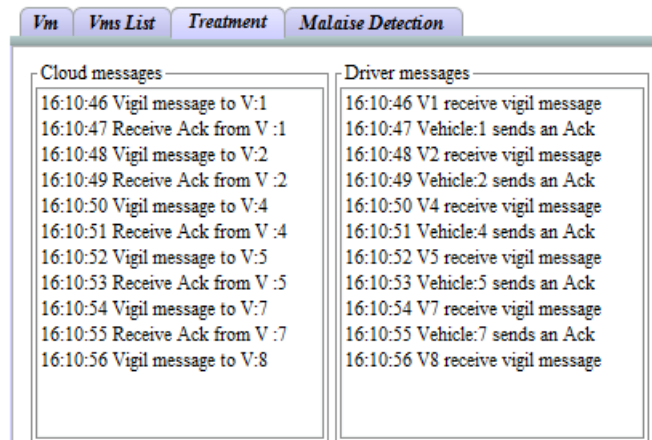 Vm Vms List Treatment Malaise Detection
Cloud messages
16:10:46 Vigil message to V:1
16:10:47 Receive Ack from V :1
16:10:48 Vigil message to V:2
16:10:49 Receive Ack from V :2
16:10:50 Vigil message to V:4
16:10:51 Receive Ack from V :4
16:10:52 Vigil message to V:5
16:10:53 Receive Ack from V :5
16:10:54 Vigil message to V:7
16:10:55 Receive Ack from V :7
16:10:56 Vigil message to V:8
Driver messages
16:10:46 V1 receive vigil message
16:10:47 Vehicle:1 sends an Ack
16:10:48 V2 receive vigil message
16:10:49 Vehicle:2 sends an Ack
16:10:50 V4 receive vigil message
16:10:51 Vehicle:4 sends an Ack
16:10:52 V5 receive vigil message
16:10:53 Vehicle:5 sends an Ack
16:10:54 V7 receive vigil message
16:10:55 Vehicle:7 sends an Ack
16:10:56 V8 receive vigil message